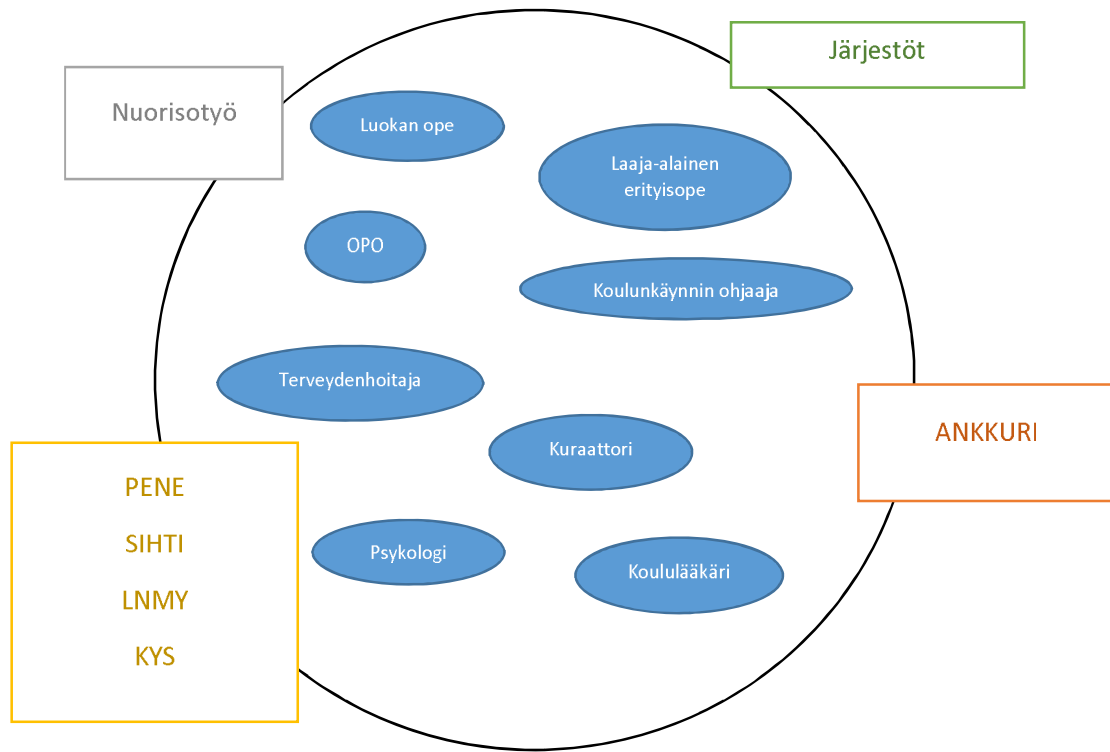 Järjestöt
Nuorisotyö
Luokan ope
Laaja-alainen
erityisope
OPO
Koulunkäynnin ohjaaja
Terveydenhoitaja
ANKKURI
Kuraattori
PENE
SIHTI
LNMY
KYS
Psykologi
Koululääkäri